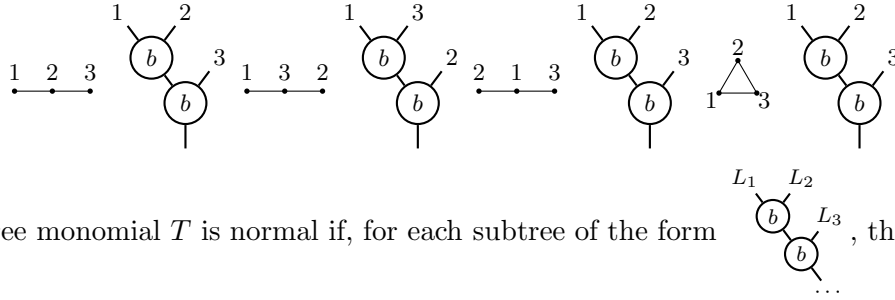 1 2 3 1 2 b b 3 1 3 2 1 3 b b 2 2 1 3 1 2 b b 3 2 1 3 1 2 b b 3
ee monomial T is normal if, for each subtree of the form L₁ L₂ b b L₃ ... , th